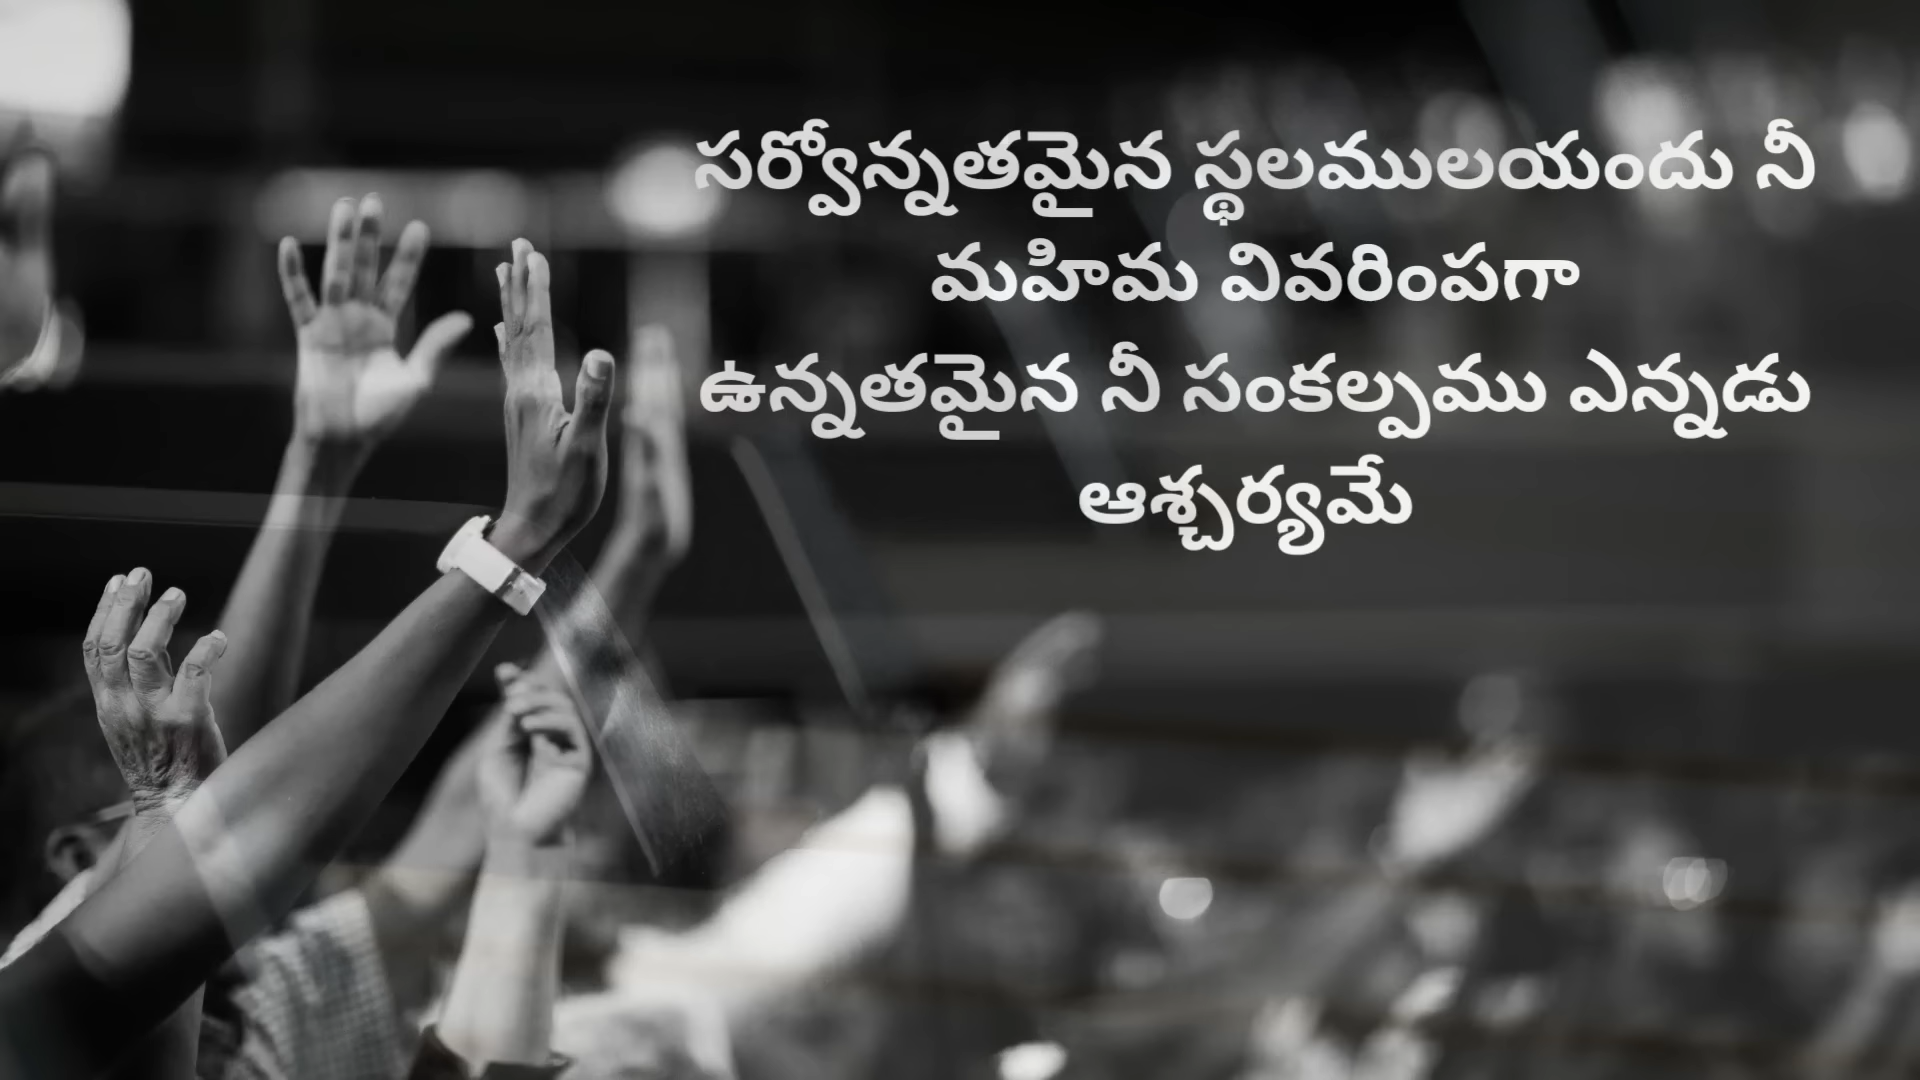 సర్వోన్నతమైన స్థలములయందు నీ
మహిమ వివరింపగా
ఉన్నతమైన నీ సంకల్పము ఎన్నడు
ఆశ్చర్యమే